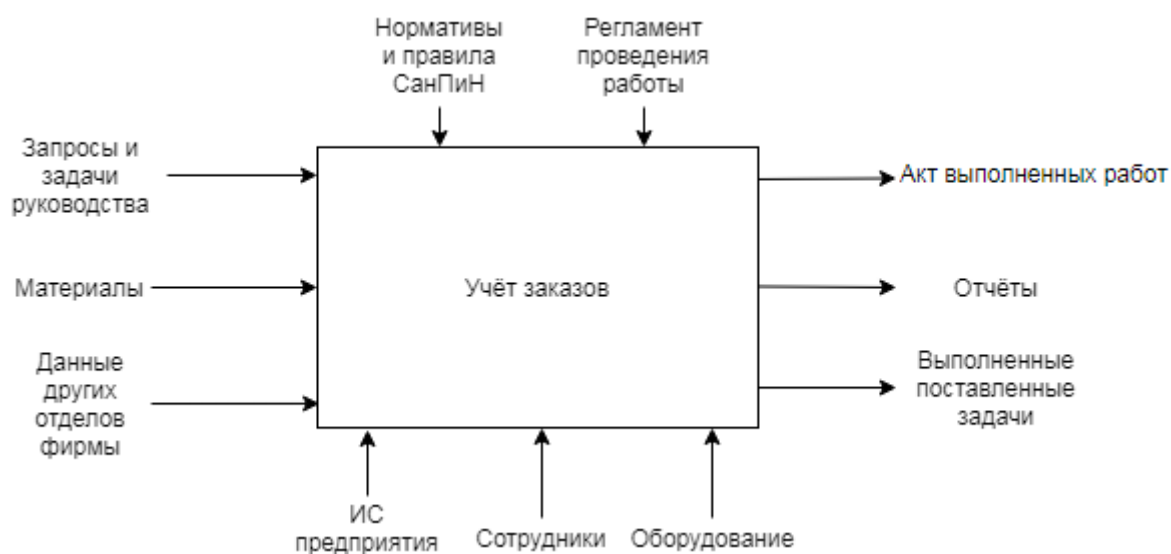 Нормативы
и правила
СанПиН
Регламент
проведения
работы
Запросы и
задачи
руководства
Акт выполненных работ
Материалы
Учёт заказов
Отчёты
Данные
других
отделов
фирмы
Выполненные
поставленные
задачи
ИС
предприятия
Сотрудники
Оборудование